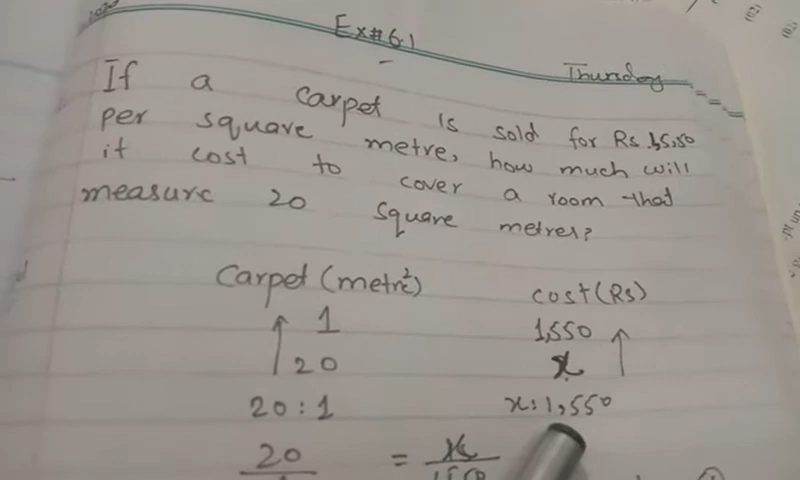 Ex# 6.1
Thursday
If a carpet is sold for Rs 1,550
per square metre, how much will
it cost to cover a room that
measure 20 square metres?
Carpet (metre²) cost (Rs)
1 1,550
20 x
20 : 1 x : 1,550
20 = x